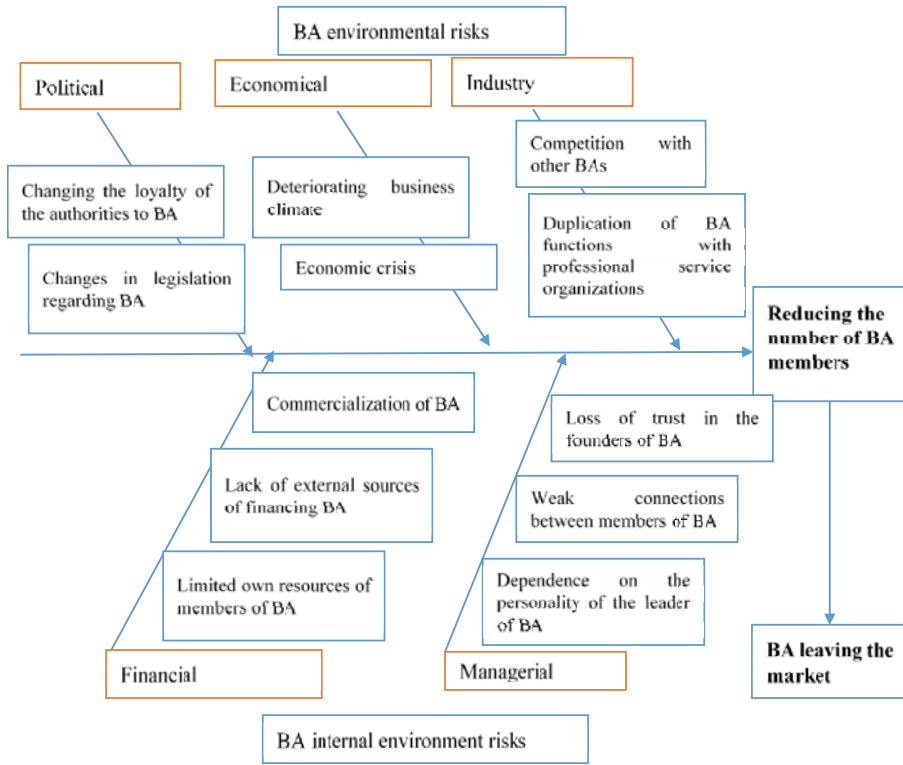 BA environmental risks
Political
Economical
Industry
Changing the loyalty of
the authorities to BA
Changes in legislation
regarding BA
Deteriorating business
climate
Economic crisis
Competition with
other BAs
Duplication of BA
functions with
professional service
organizations
Reducing the
number of BA
members
Commercialization of BA
Lack of external sources
of financing BA
Limited own resources of
members of BA
Financial
Loss of trust in the
founders of BA
Weak connections
between members of BA
Dependence on the
personality of the leader
of BA
Managerial
BA leaving the
market
BA internal environment risks